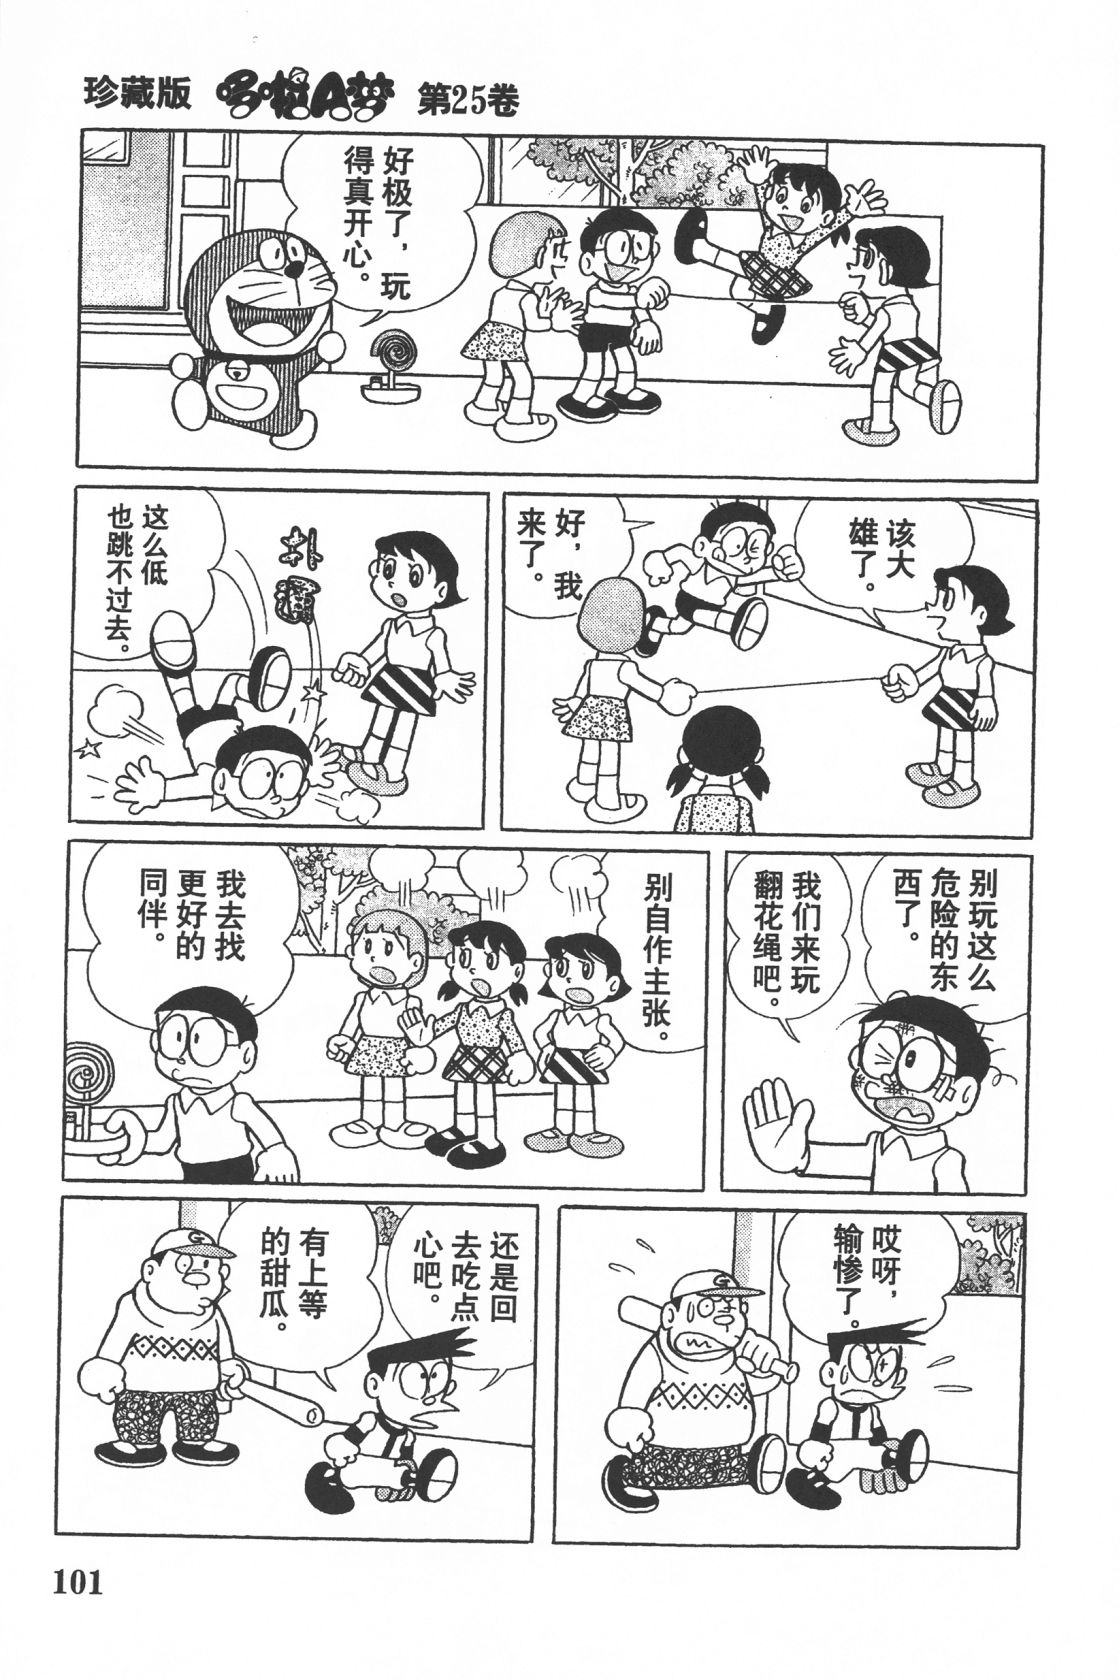 珍藏版 哆啦A梦 第25卷
好极了，玩
得真开心。
该大
雄了。
好，我
来了。
扑通
这么低
也跳不过去。
别玩这么
危险的东
西了。
我们来玩
翻花绳吧。
别自作主张。
我去找
更好的
同伴。
哎呀，
输惨了。
G
还是回
去吃点
心吧。
有上等
的甜瓜。
G
101